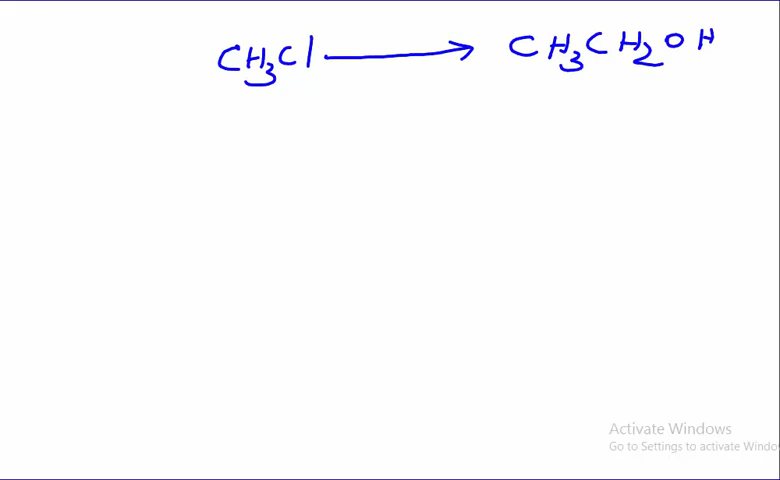 CH₃Cl ⟶ CH₃CH₂OH
Activate Windows
Go to Settings to activate Windo